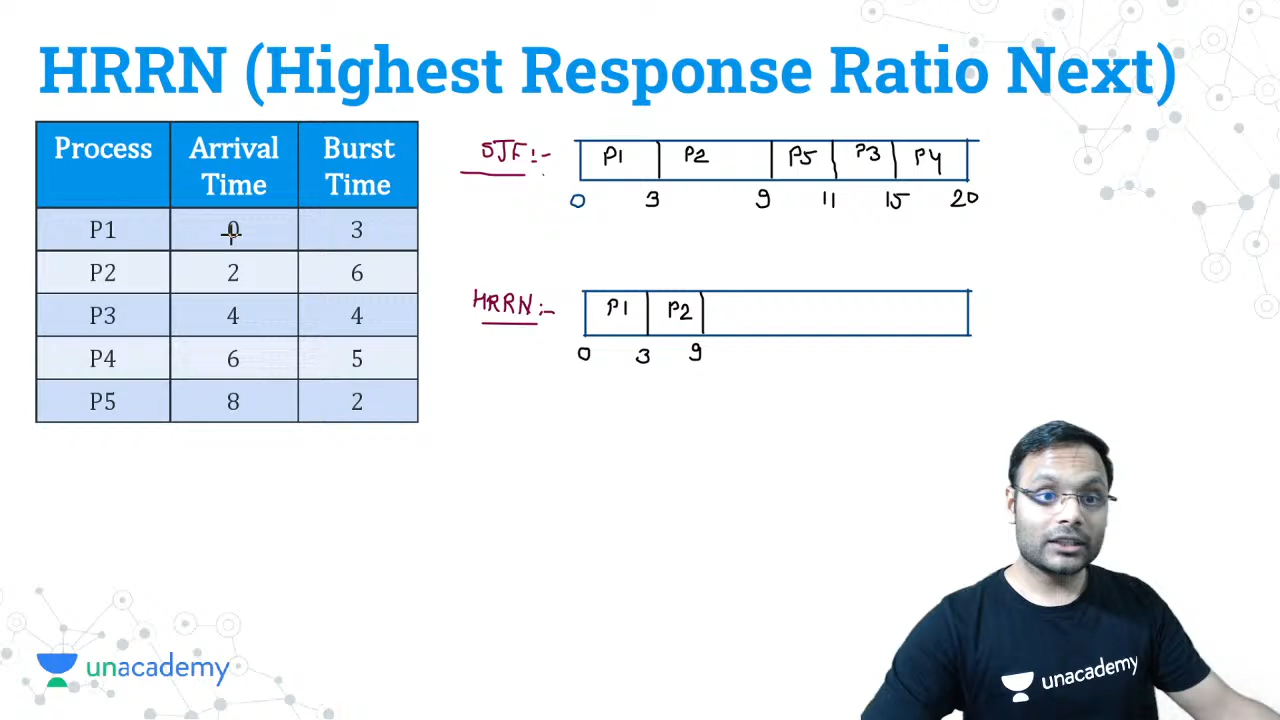 HRRN (Highest Response Ratio Next)
Process Arrival Time Burst Time
P1 0 3
P2 2 6
P3 4 4
P4 6 5
P5 8 2
SJF :-
P1 P2 P5 P3 P4
0 3 9 11 15 20
HRRN :-
P1 P2
0 3 9
unacademy
unacademy